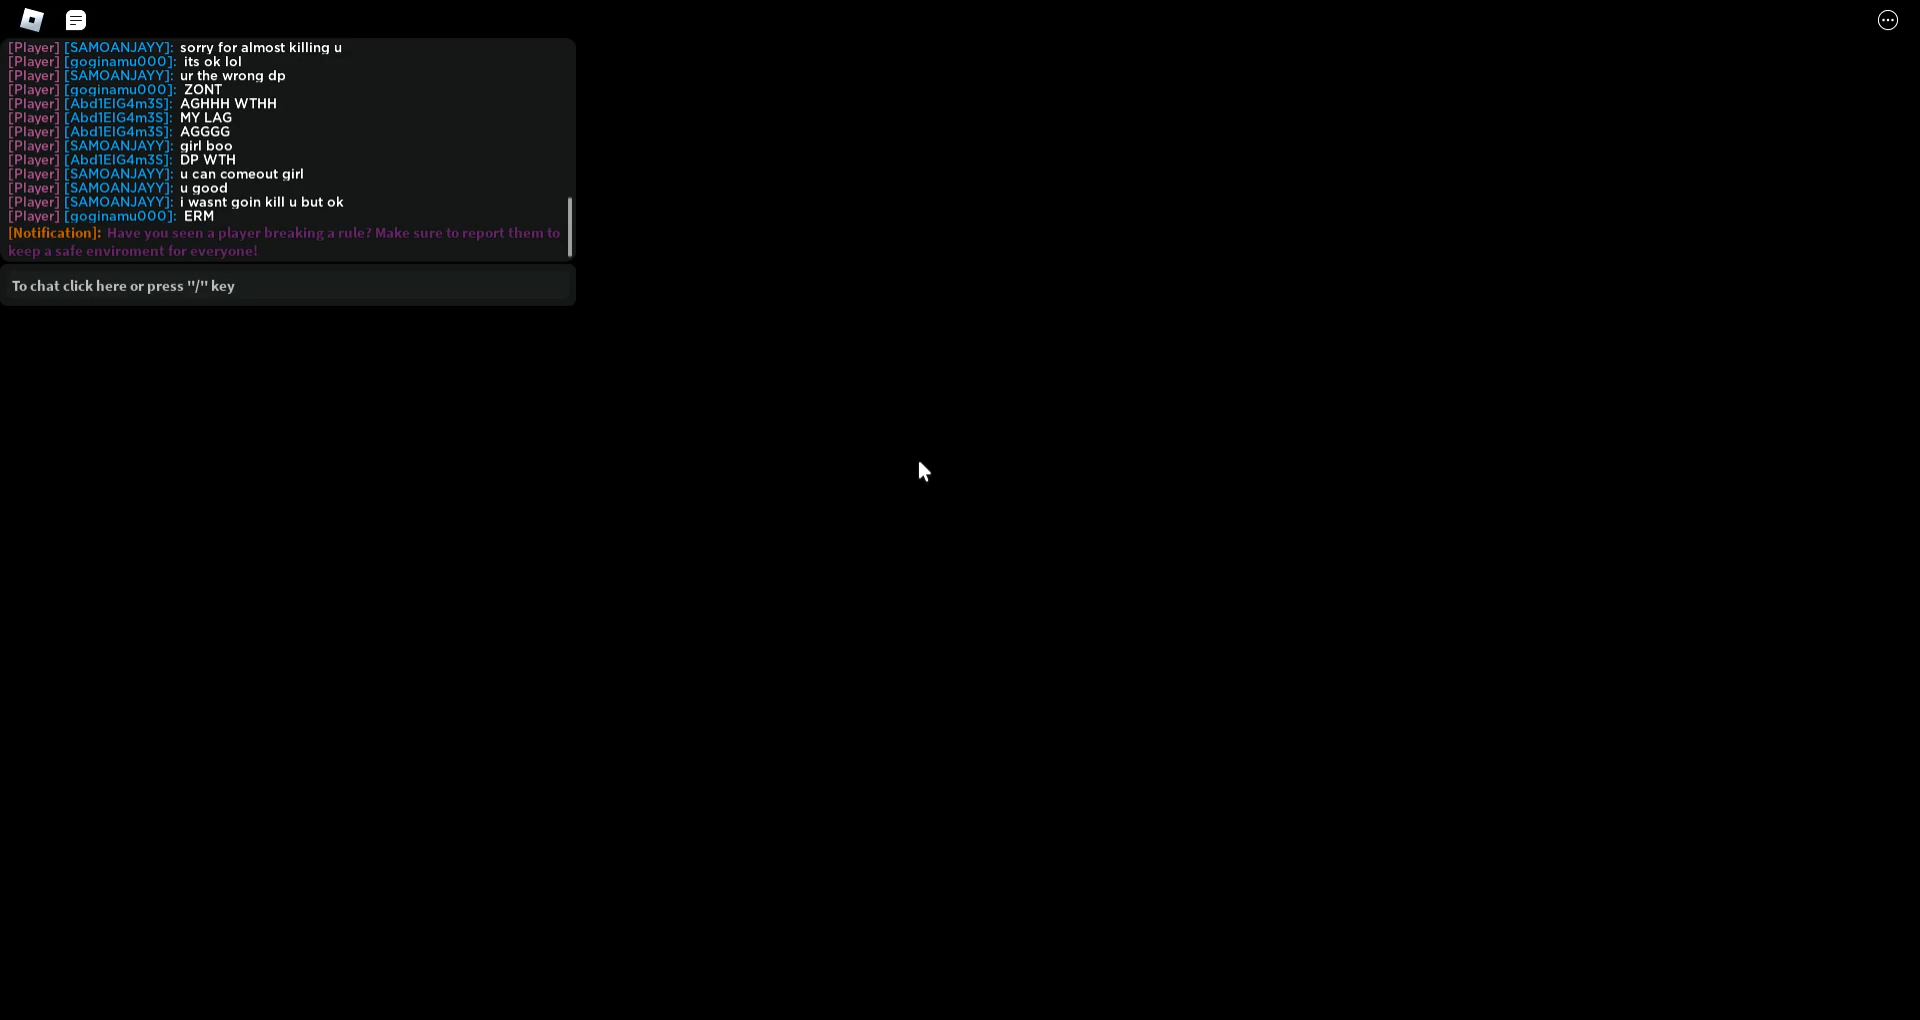 [Player] [SAMOANJAYY]: sorry for almost killing u
[Player] [goginamu000]: its ok lol
[Player] [SAMOANJAYY]: ur the wrong dp
[Player] [goginamu000]: ZONT
[Player] [Abd1ElG4m3S]: AGHHH WTHH
[Player] [Abd1ElG4m3S]: MY LAG
[Player] [Abd1ElG4m3S]: AGGGG
[Player] [SAMOANJAYY]: girl boo
[Player] [Abd1ElG4m3S]: DP WTH
[Player] [SAMOANJAYY]: u can comeout girl
[Player] [SAMOANJAYY]: u good
[Player] [SAMOANJAYY]: i wasnt goin kill u but ok
[Player] [goginamu000]: ERM
[Notification]: Have you seen a player breaking a rule? Make sure to report them to
keep a safe enviroment for everyone!
To chat click here or press "/" key